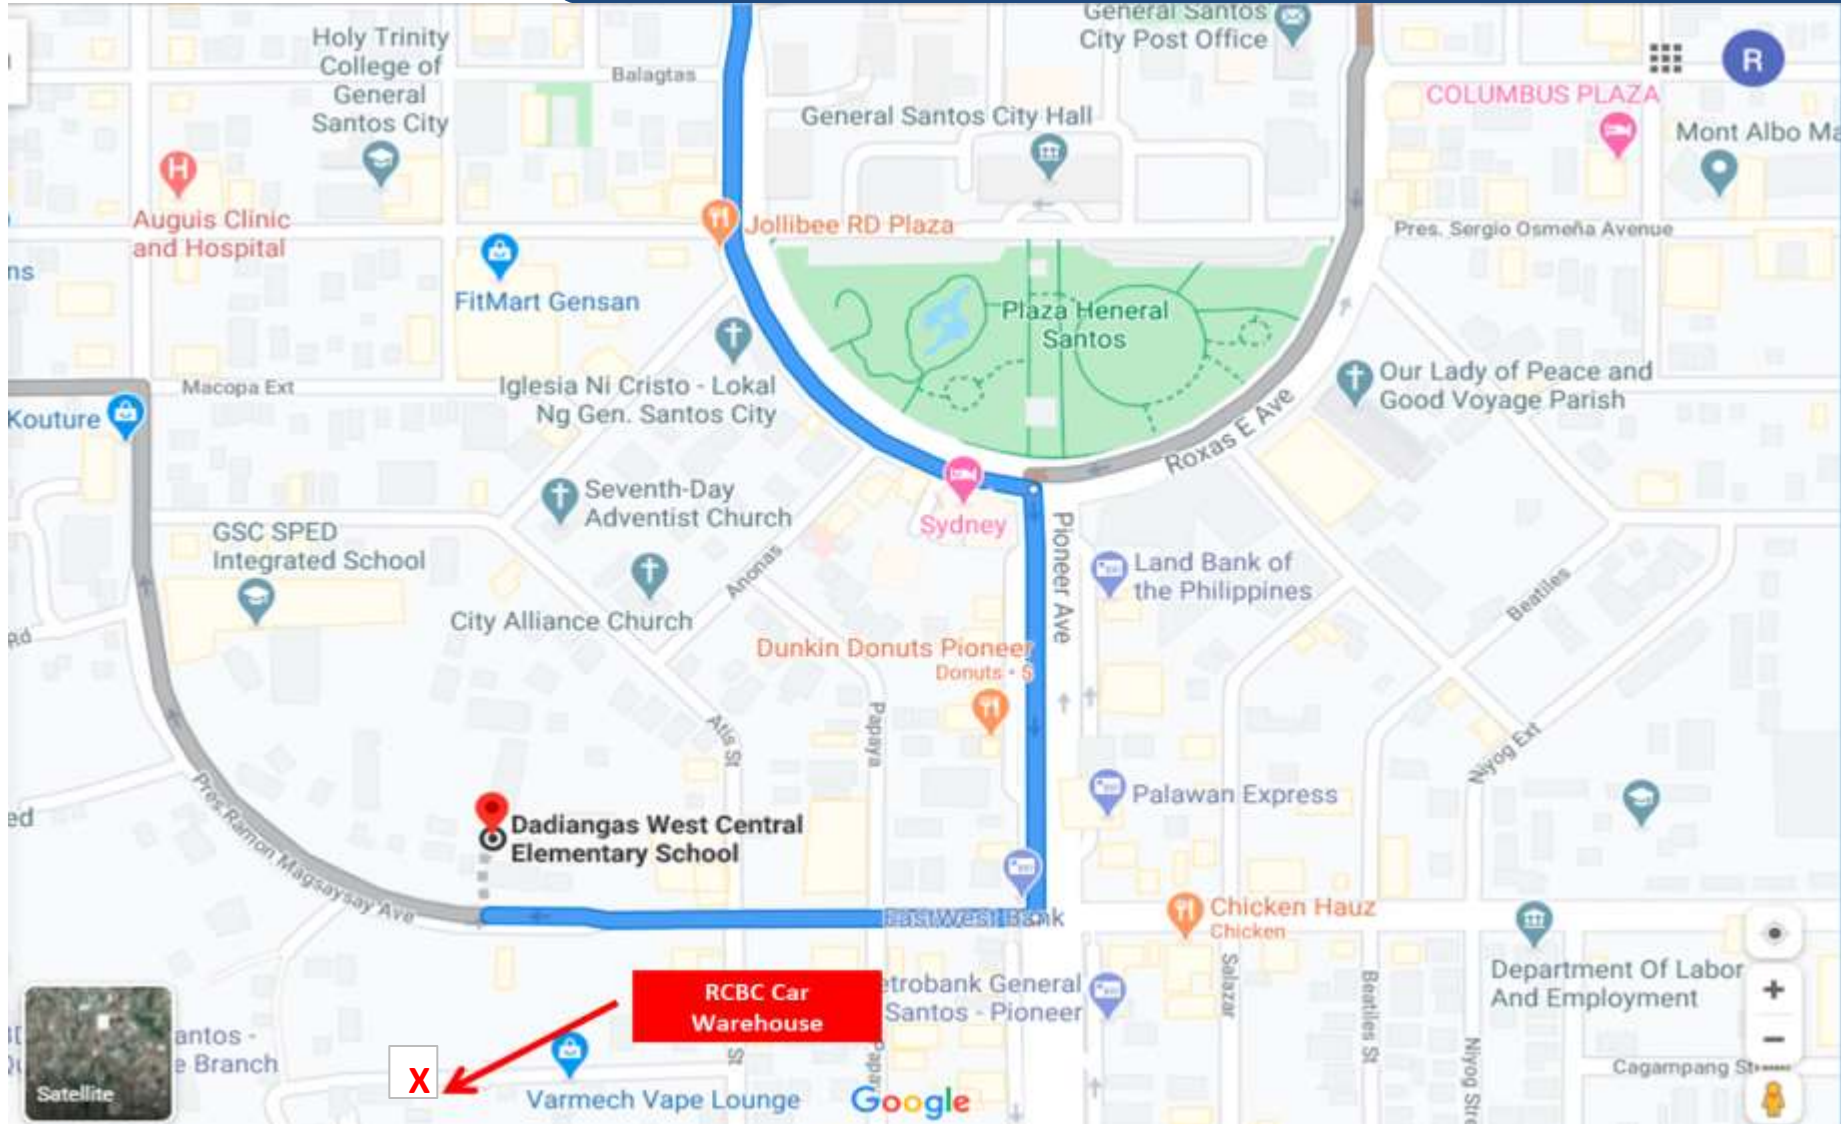 General Santos
City Post Office
Holy Trinity
College of
General
Santos City
Balagtas
R
COLUMBUS PLAZA
General Santos City Hall
Mont Albo Ma
H
Auguis Clinic
and Hospital
Jollibee RD Plaza
Pres. Sergio Osmeña Avenue
ns
FitMart Gensan
Plaza Heneral
Santos
Macopa Ext
Iglesia Ni Cristo - Lokal
Ng Gen. Santos City
Our Lady of Peace and
Good Voyage Parish
Kouture
Roxas E Ave
Seventh-Day
Adventist Church
Sydney
GSC SPED
Integrated School
Pioneer Ave
Land Bank of
the Philippines
Anonas
Beatiles
City Alliance Church
Dunkin Donuts Pioneer
Donuts - $
Atis St
Papaya
Niyog Ext
Palawan Express
ed
Pres. Ramon Magsaysay Ave
Dadiangas West Central
Elementary School
EastWest Bank
Chicken Hauz
Chicken
Salazar
Department Of Labor
And Employment
RCBC Car
Warehouse
etrobank General
Santos - Pioneer
Beatiles St
antos -
e Branch
St
Papay
Niyog Stre
Cagampang St
X
Satellite
Varmech Vape Lounge
Google